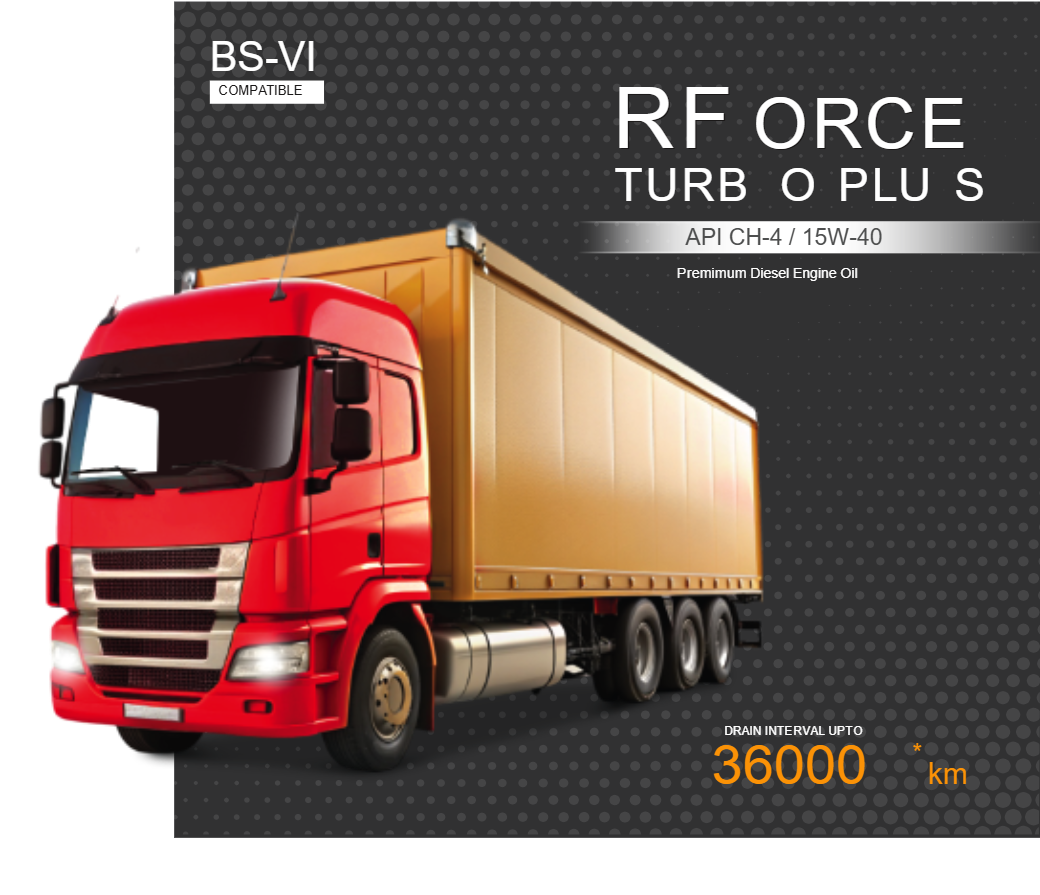 BS-VI
COMPATIBLE
RF ORCE
TURB O PLU S
API CH-4 / 15W-40
Premimum Diesel Engine Oil
DRAIN INTERVAL UPTO
36000 * km